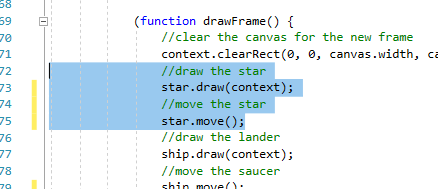 68
69 (function drawFrame() {
70 //clear the canvas for the new frame
71 context.clearRect(0, 0, canvas.width,
72 //draw the star
73 star.draw(context);
74 //move the star
75 star.move();
76 //draw the lander
77 ship.draw(context);
78 //move the saucer
79 ship.move();